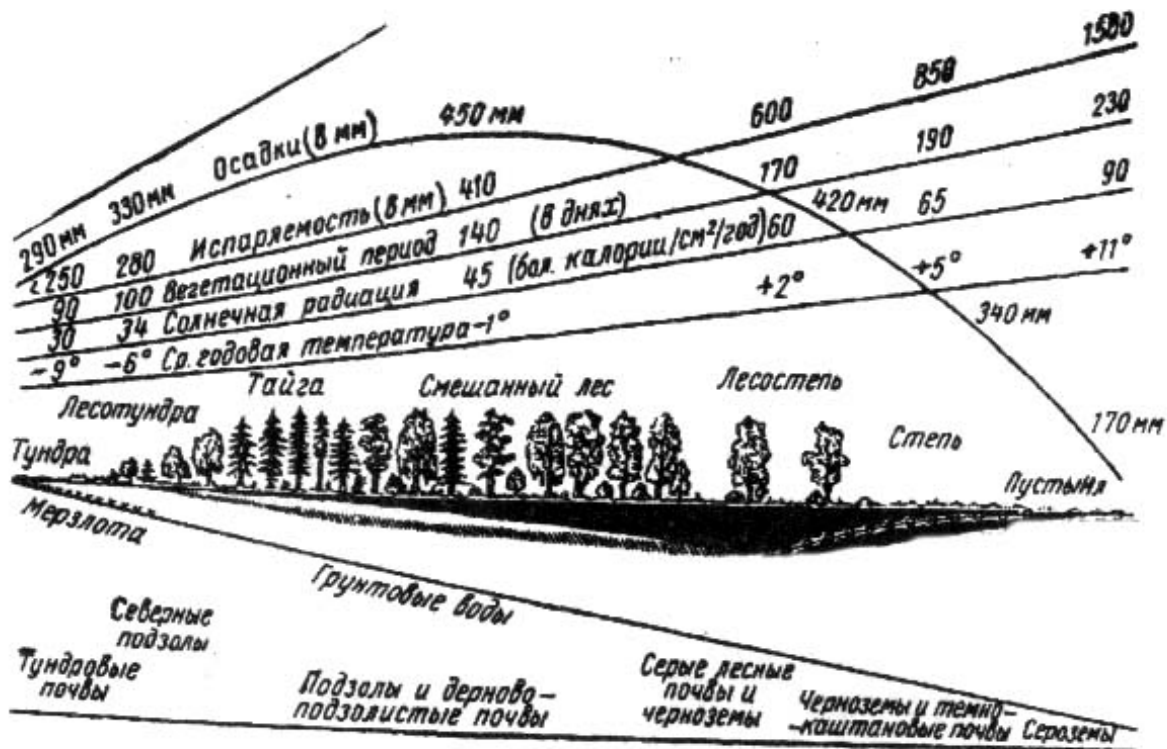 1500
850
600
450 мм
Осадки (в мм)
330 мм
290 мм
230
190
170
420 мм
410
Испаряемость (в мм)
280
<250
90
65
60
(в днях)
140
Вегетационный период
100
90
(бол. калории/см²/год)
45
Солнечная радиация
34
30
+11°
+5°
+2°
-1°
Ср. годовая температура
-6°
-9°
340 мм
170 мм
Тундра
Лесотундра
Тайга
Смешанный лес
Лесостепь
Степь
Пустыня
Мерзлота
Грунтовые воды
Северные
подзолы
Тундровые
почвы
Подзолы и дерново-
подзолистые почвы
Серые лесные
почвы и
черноземы
Черноземы и темно-
-каштановые почвы
Сероземы